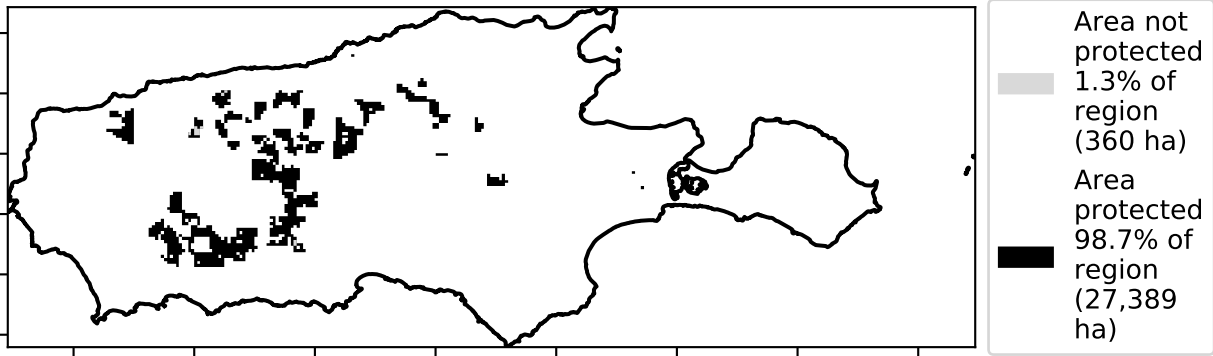 Area not
protected
1.3% of
region
(360 ha)
Area
protected
98.7% of
region
(27,389
ha)